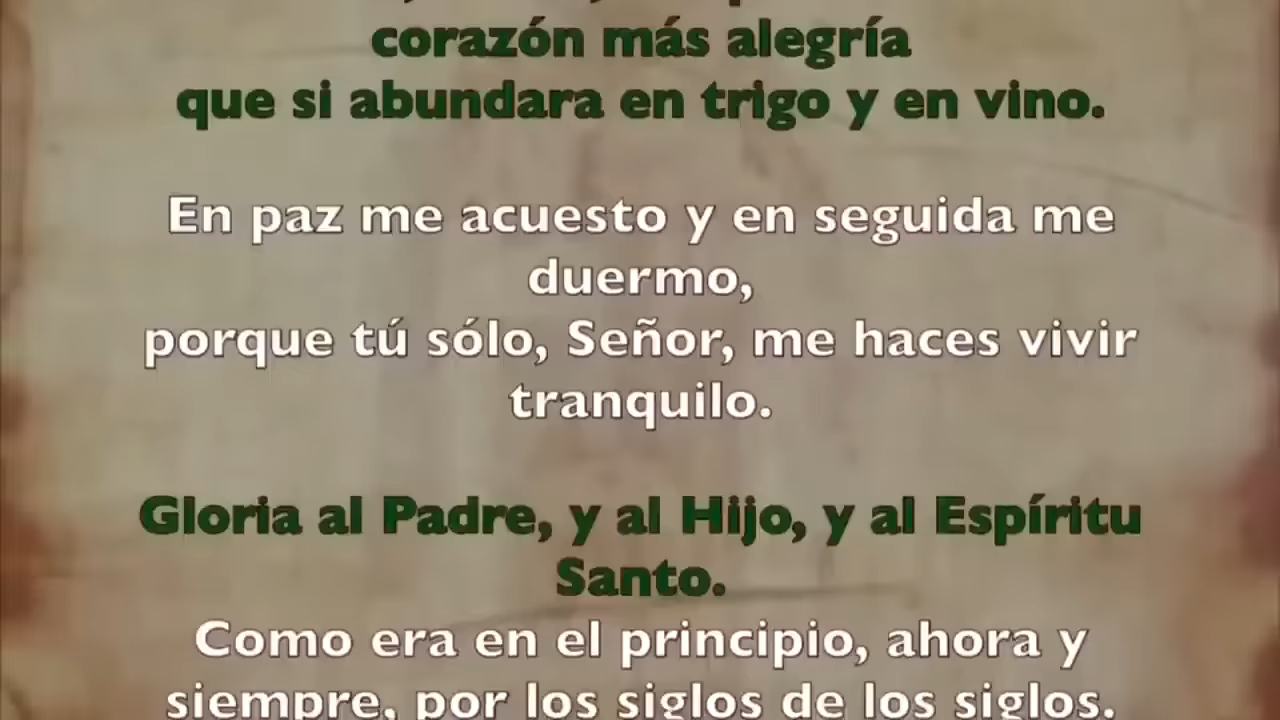 corazón más alegría
que si abundara en trigo y en vino.
En paz me acuesto y en seguida me
duermo,
porque tú sólo, Señor, me haces vivir
tranquilo.
Gloria al Padre, y al Hijo, y al Espíritu
Santo.
Como era en el principio, ahora y
siempre, por los siglos de los siglos.